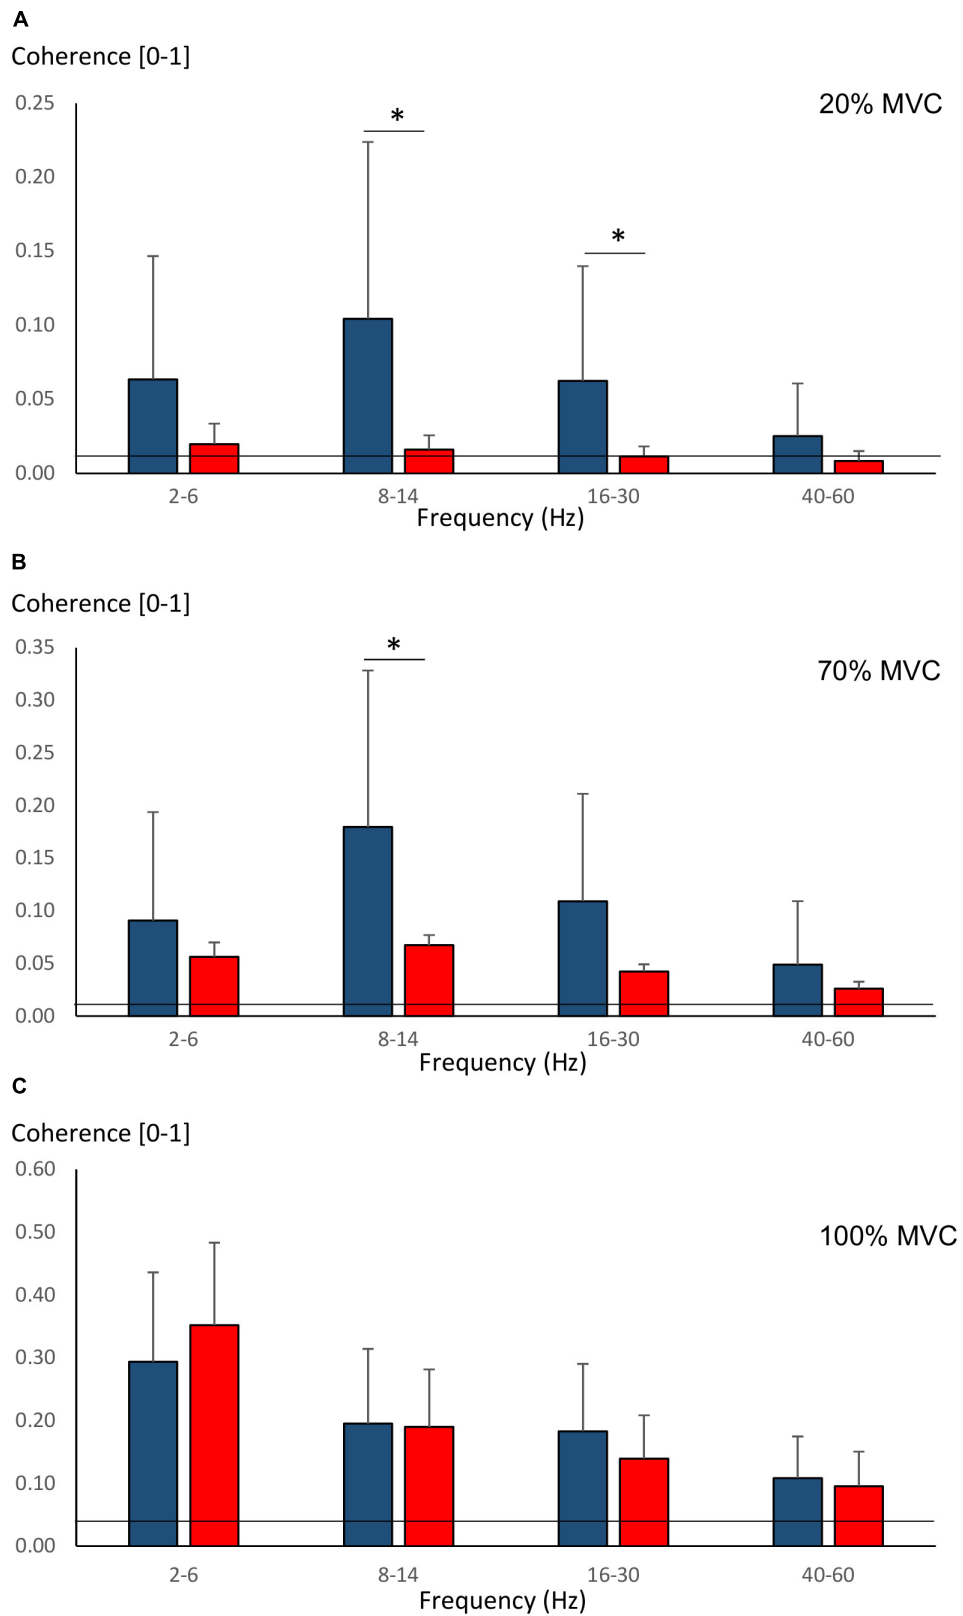 A
Coherence [0-1]
20% MVC
0.25
*
0.20
*
0.15
0.10
0.05
0.00
2-6 8-14 16-30 40-60
Frequency (Hz)
B
Coherence [0-1]
0.35
*
70% MVC
0.30
0.25
0.20
0.15
0.10
0.05
0.00
2-6 8-14 16-30 40-60
Frequency (Hz)
C
Coherence [0-1]
0.60
0.50
100% MVC
0.40
0.30
0.20
0.10
0.00
2-6 8-14 16-30 40-60
Frequency (Hz)